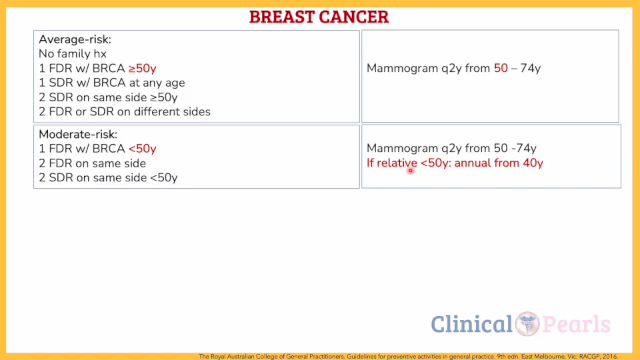 BREAST CANCER
Average-risk:
No family hx
1 FDR w/ BRCA ≥50y
1 SDR w/ BRCA at any age
2 SDR on same side ≥50y
2 FDR or SDR on different sides
Mammogram q2y from 50 – 74y
Moderate-risk:
1 FDR w/ BRCA <50y
2 FDR on same side
2 SDR on same side <50y
Mammogram q2y from 50 -74y
If relative <50y: annual from 40y
Clinical Pearls
The Royal Australian College of General Practitioners. Guidelines for preventive activities in general practice. 9th edn. East Melbourne, Vic: RACGP, 2016.